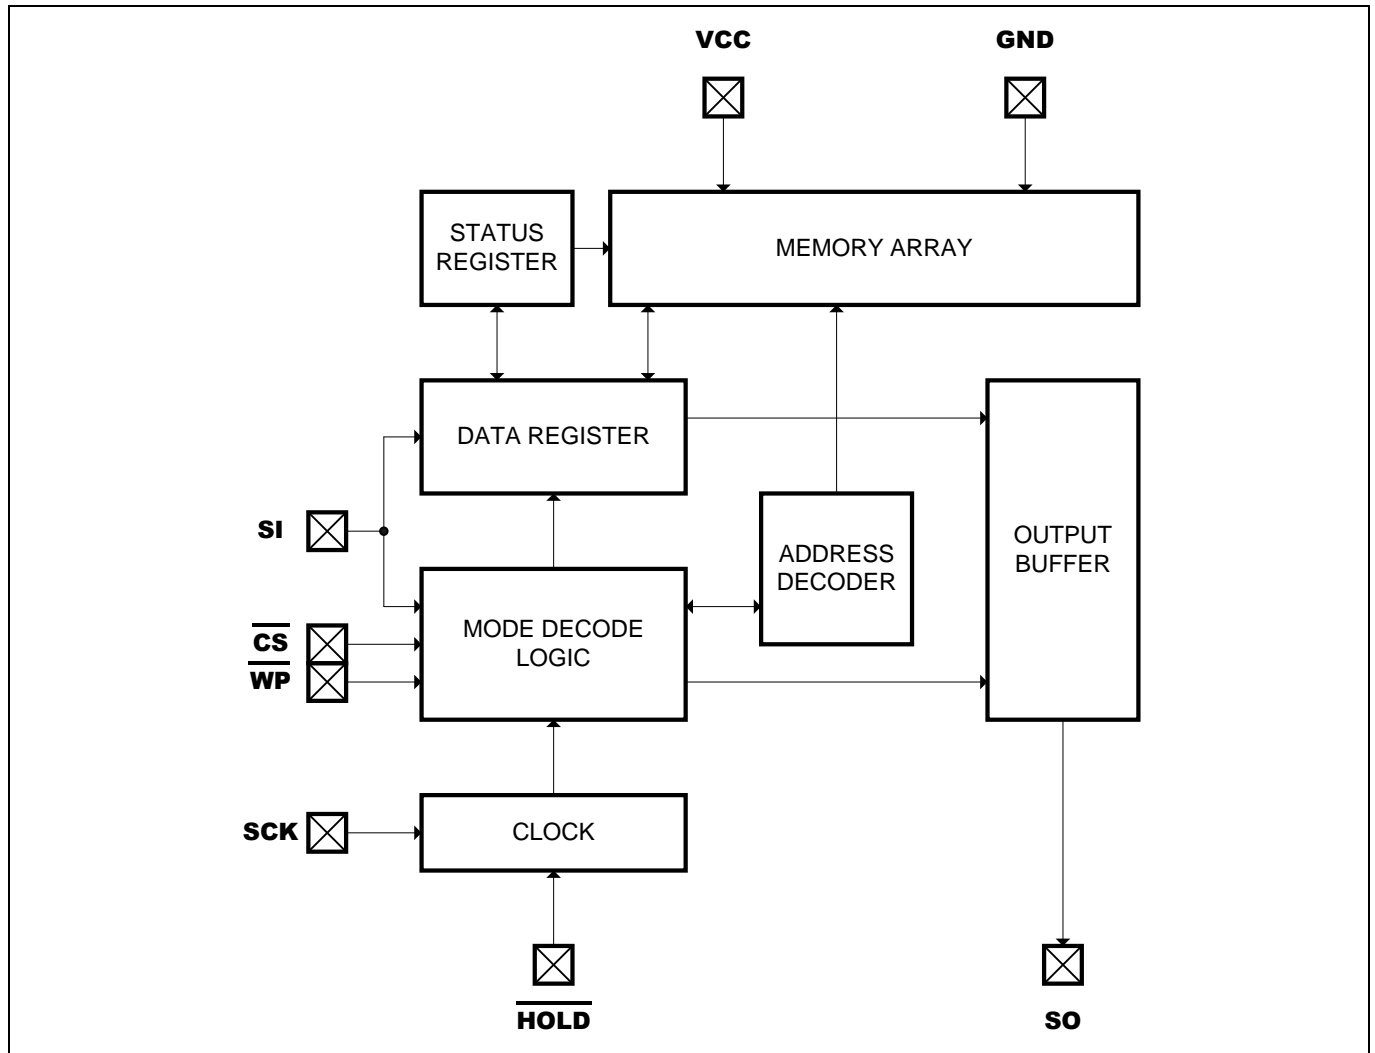 VCC
GND
STATUS
REGISTER
MEMORY ARRAY
DATA REGISTER
SI
ADDRESS
DECODER
OUTPUT
BUFFER
CS
WP
MODE DECODE
LOGIC
SCK
CLOCK
HOLD
SO